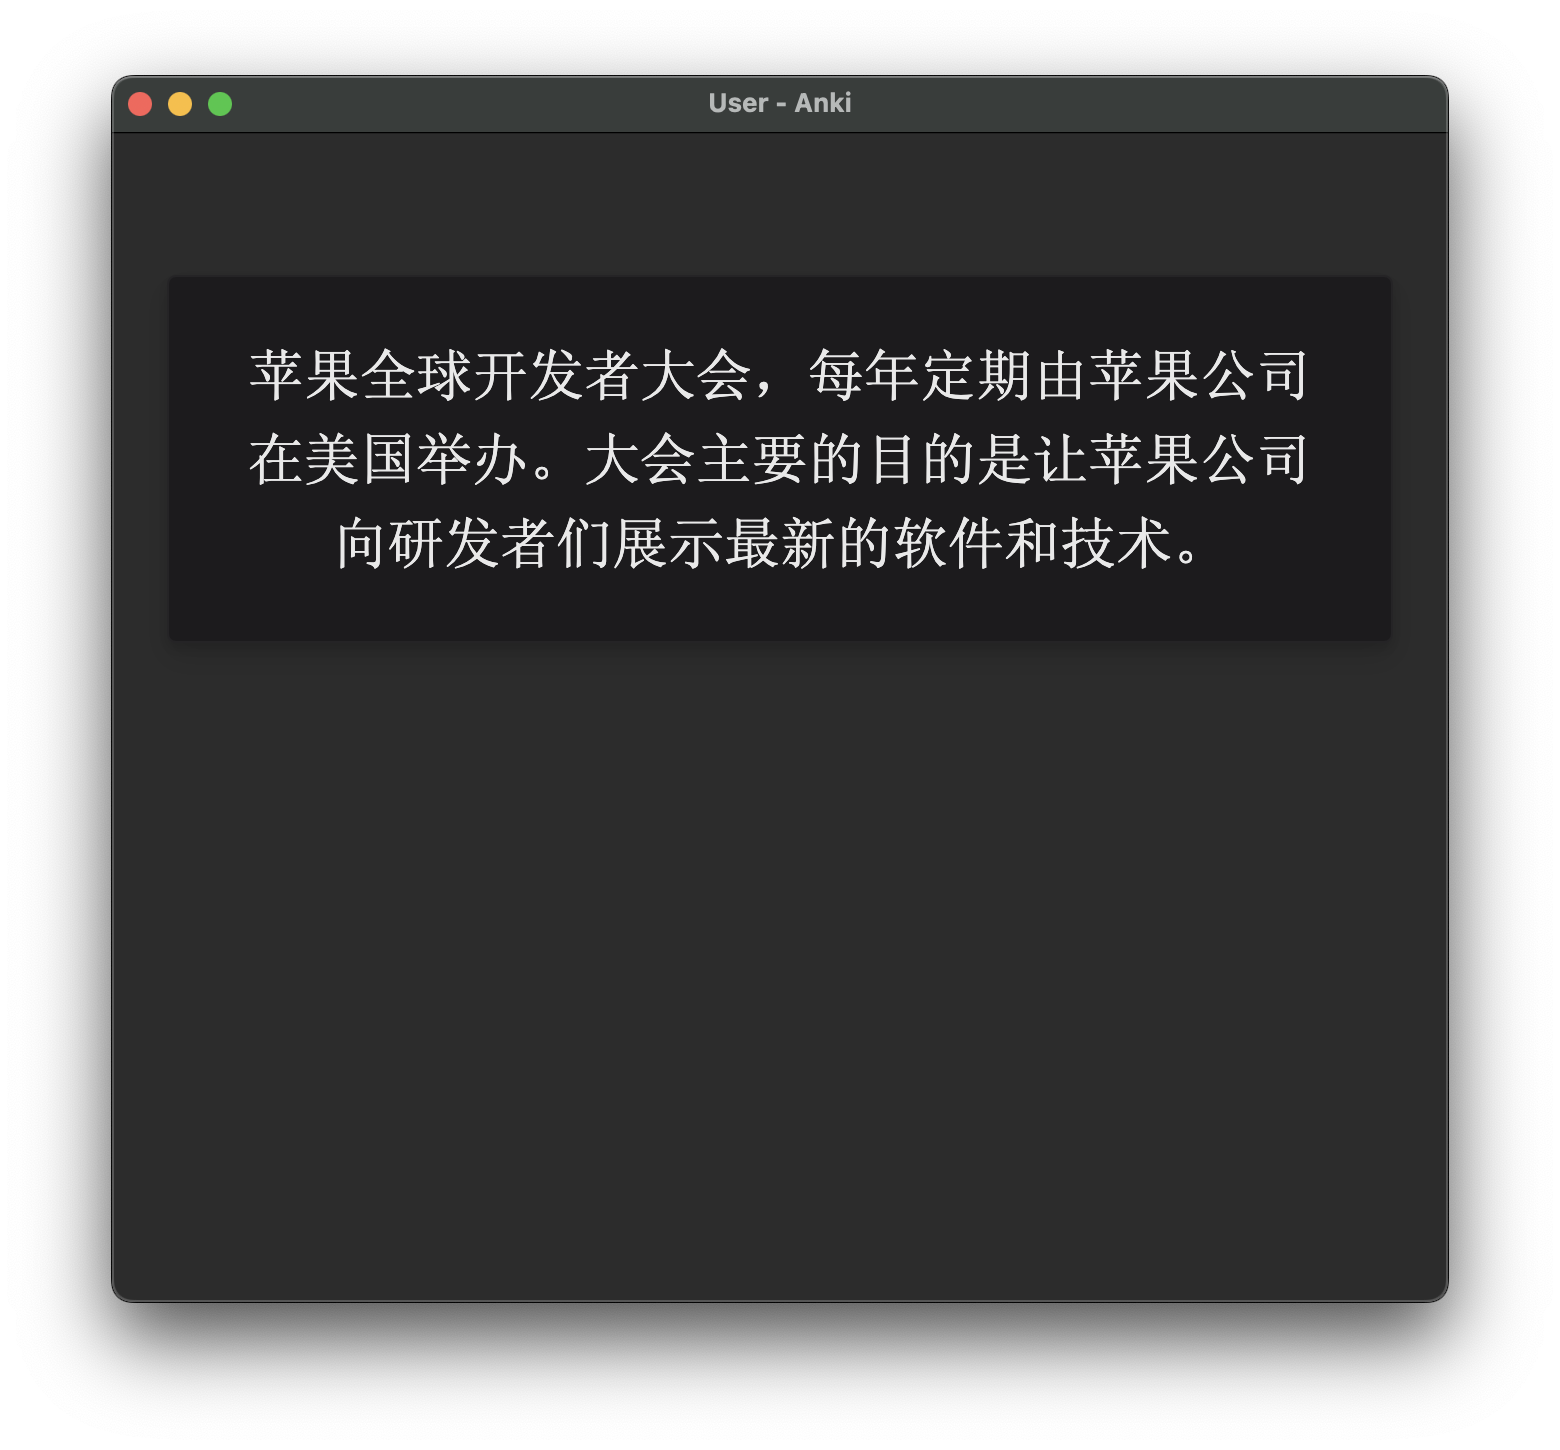 User - Anki
苹果全球开发者大会，每年定期由苹果公司
在美国举办。大会主要的目的是让苹果公司
向研发者们展示最新的软件和技术。